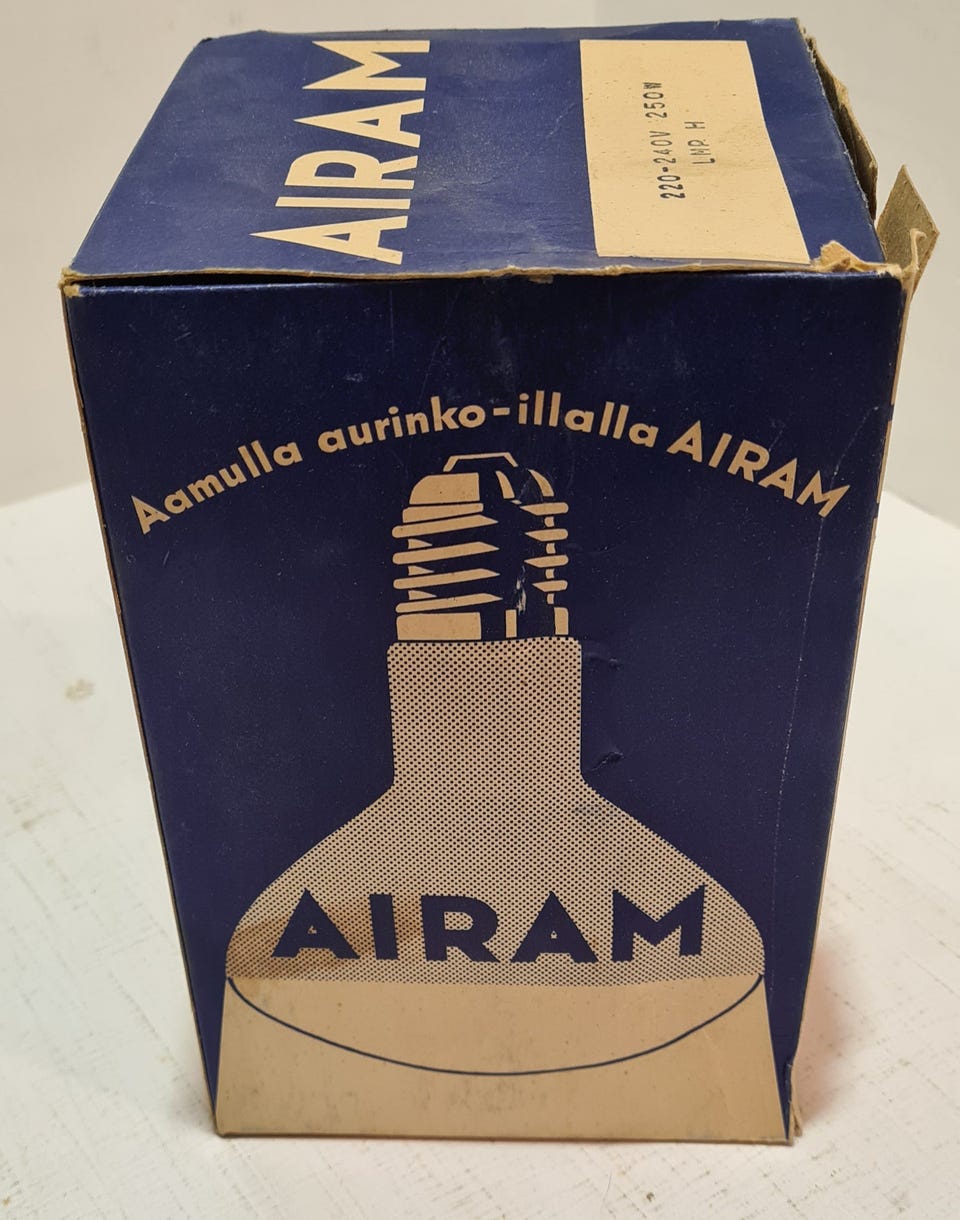 AIRAM
220-240V 250W
LMP. H
Aamulla aurinko-illalla AIRAM
AIRAM